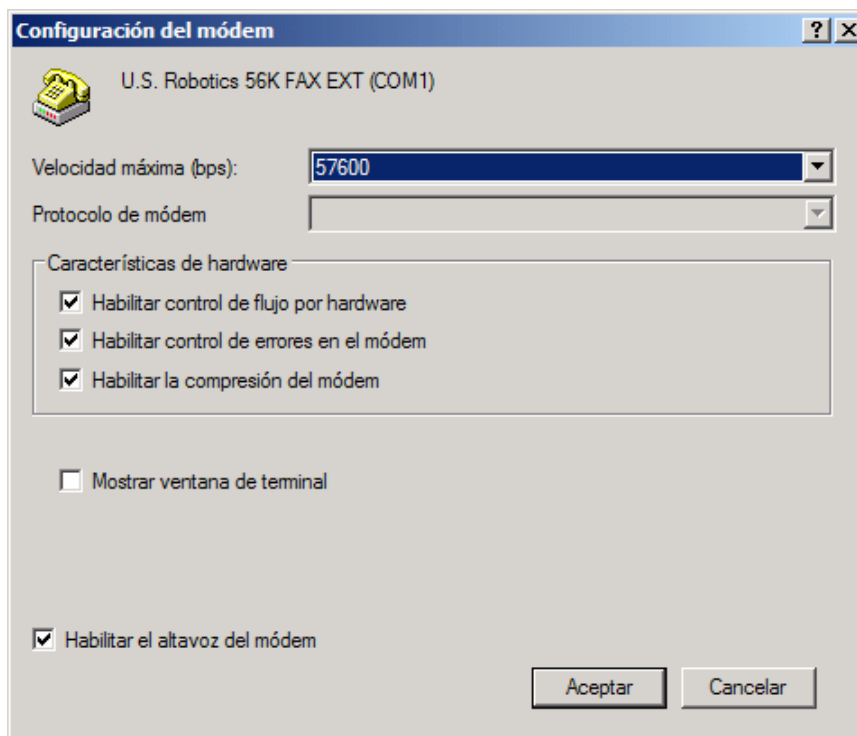 Configuración del módem
U.S. Robotics 56K FAX EXT (COM1)
Velocidad máxima (bps): 57600
Protocolo de módem
Características de hardware
Habilitar control de flujo por hardware
Habilitar control de errores en el módem
Habilitar la compresión del módem
Mostrar ventana de terminal
Habilitar el altavoz del módem
Aceptar Cancelar